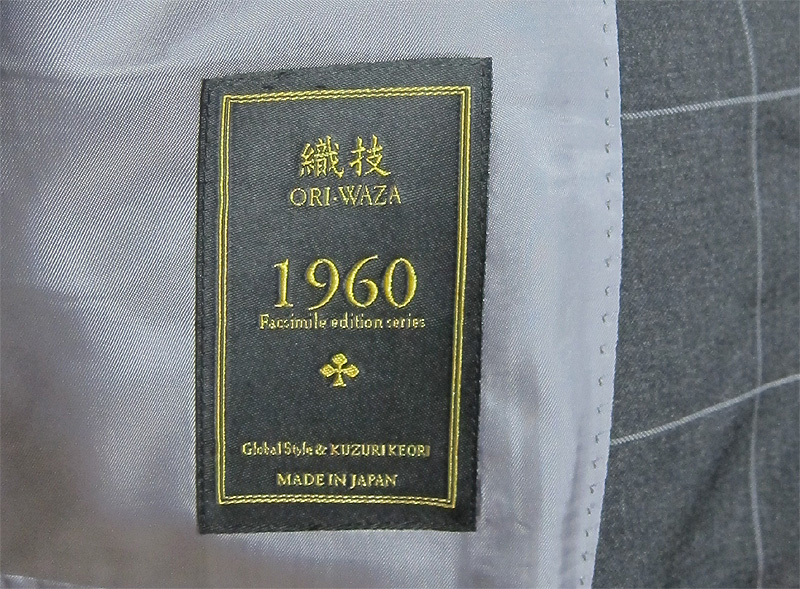 織技
ORI-WAZA
1960
Facsimile edition series
Global Style & KUZURI KEORI
MADE IN JAPAN